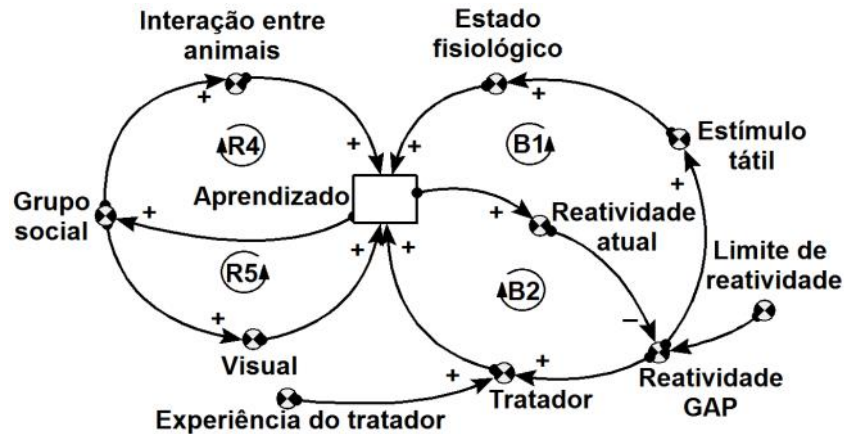 Interação entre
animais
Estado
fisiológico
+
+
+
+
R4
B1
Estímulo
tátil
Aprendizado
+
Grupo
social
+
+
Reatividade
atual
Limite de
reatividade
R5
+
+
B2
+
–
Visual
+
+
Tratador
Reatividade
GAP
Experiência do tratador